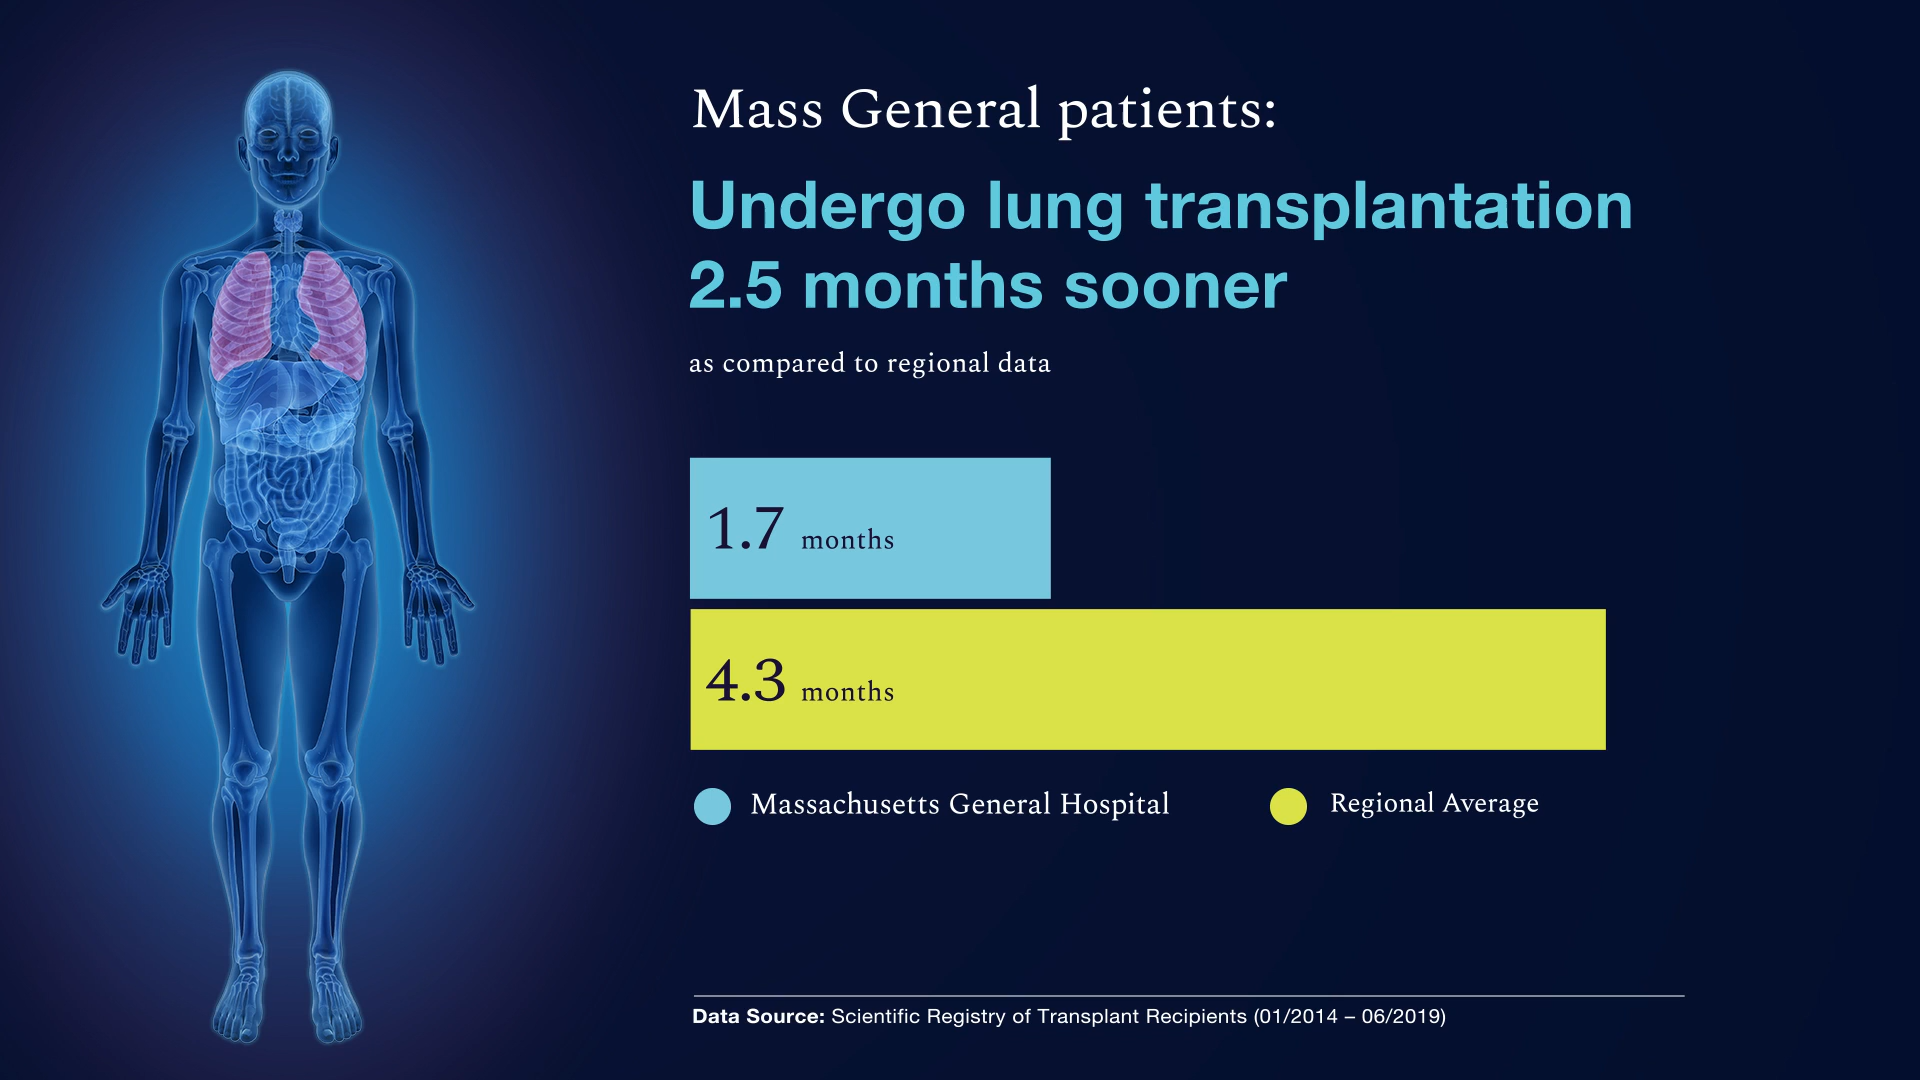 Mass General patients:
Undergo lung transplantation
2.5 months sooner
as compared to regional data
1.7 months
4.3 months
Massachusetts General Hospital
Regional Average
Data Source: Scientific Registry of Transplant Recipients (01/2014 – 06/2019)